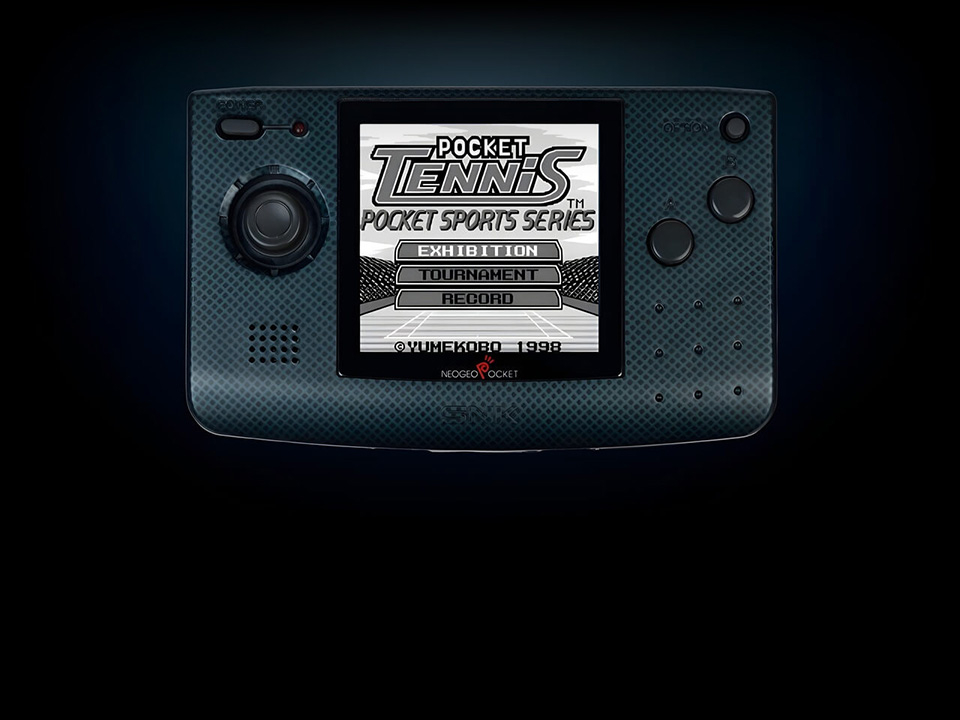 POWER
OPTION
B
A
POCKET
TENNIS TM
POCKET SPORTS SERIES
EXHIBITION
TOURNAMENT
RECORD
©YUMEKOBO 1998
NEOGEO POCKET
SNK